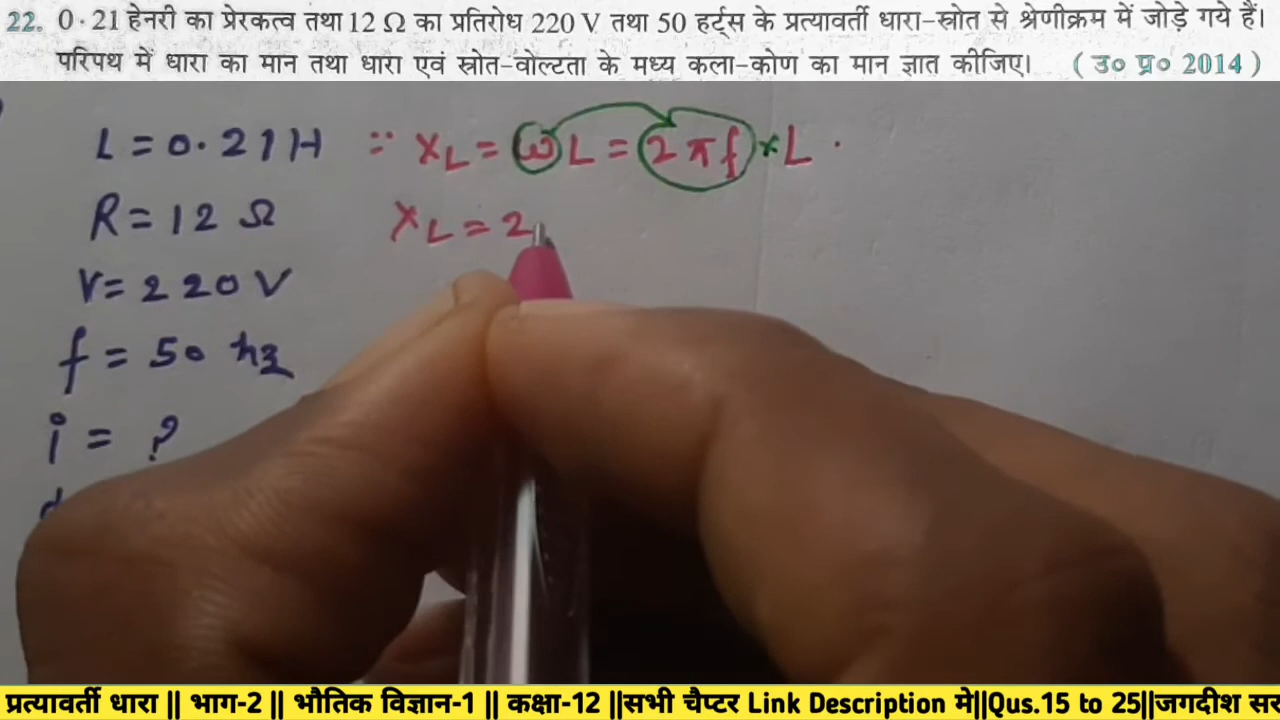 22. 0·21 हेनरी का प्रेरकत्व तथा 12 Ω का प्रतिरोध 220 V तथा 50 हर्ट्स के प्रत्यावर्ती धारा-स्रोत से श्रेणीक्रम में जोड़े गये हैं।
परिपथ में धारा का मान तथा धारा एवं स्रोत-वोल्टता के मध्य कला-कोण का मान ज्ञात कीजिए। ( उ० प्र० 2014 )
L = 0.21 H ∵ XL = ωL = 2πf × L .
R = 12 Ω XL = 2
V = 220 V
f = 50 hz
i = ?
प्रत्यावर्ती धारा || भाग-2 || भौतिक विज्ञान-1 || कक्षा-12 ||सभी चैप्टर Link Description मे||Qus.15 to 25||जगदीश